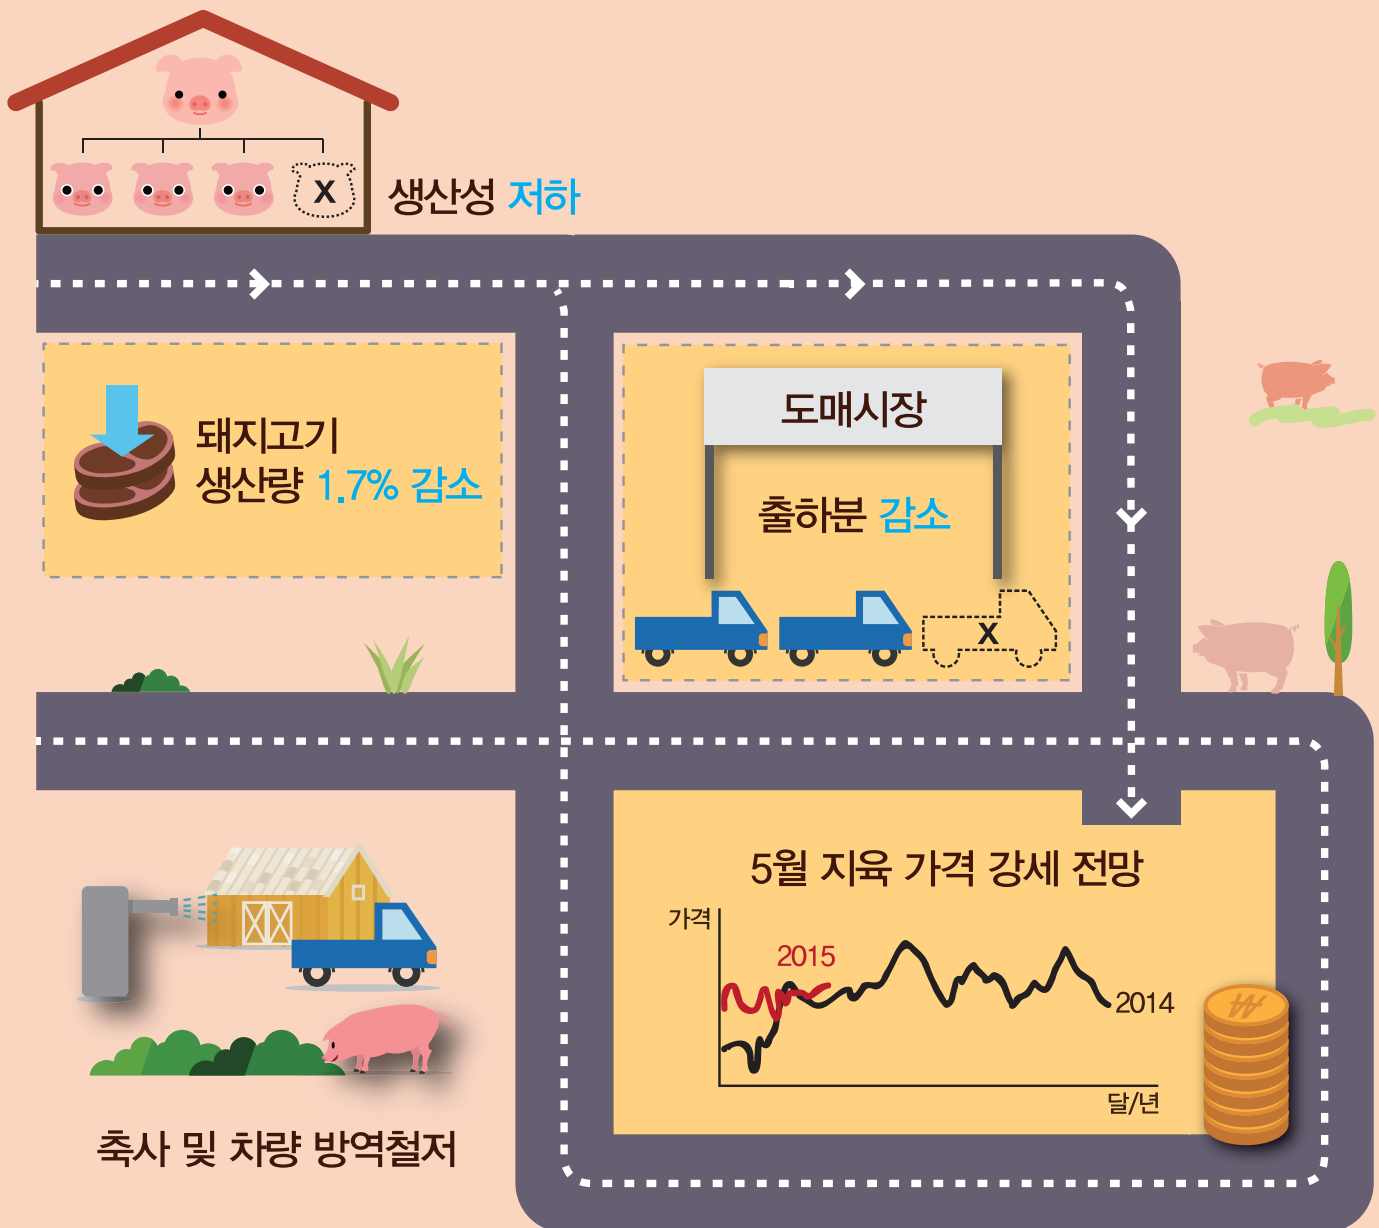 X
생산성 저하
돼지고기
생산량 1.7% 감소
도매시장
출하분 감소
X
5월 지육 가격 강세 전망
가격
2015
2014
달/년
₩
축사 및 차량 방역철저